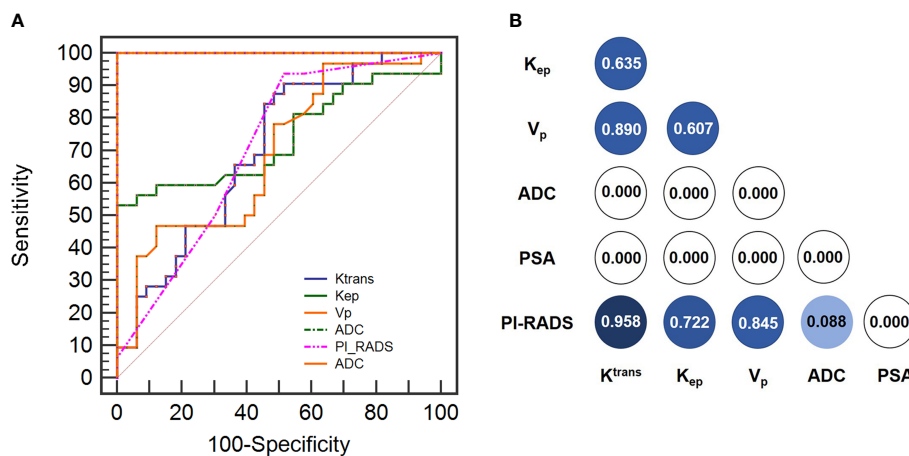 A
100
90
80
70
60
50
40
30
20
10
0
Sensitivity
Ktrans
Kep
Vp
ADC
PI_RADS
ADC
0 20 40 60 80 100
100-Specificity
B
Kep 0.635
Vp 0.890 0.607
ADC 0.000 0.000 0.000
PSA 0.000 0.000 0.000 0.000
PI-RADS 0.958 0.722 0.845 0.088 0.000
Ktrans Kep Vp ADC PSA